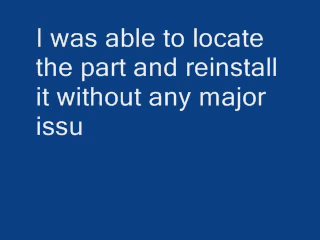 I was able to locate
the part and reinstall
it without any major
issu